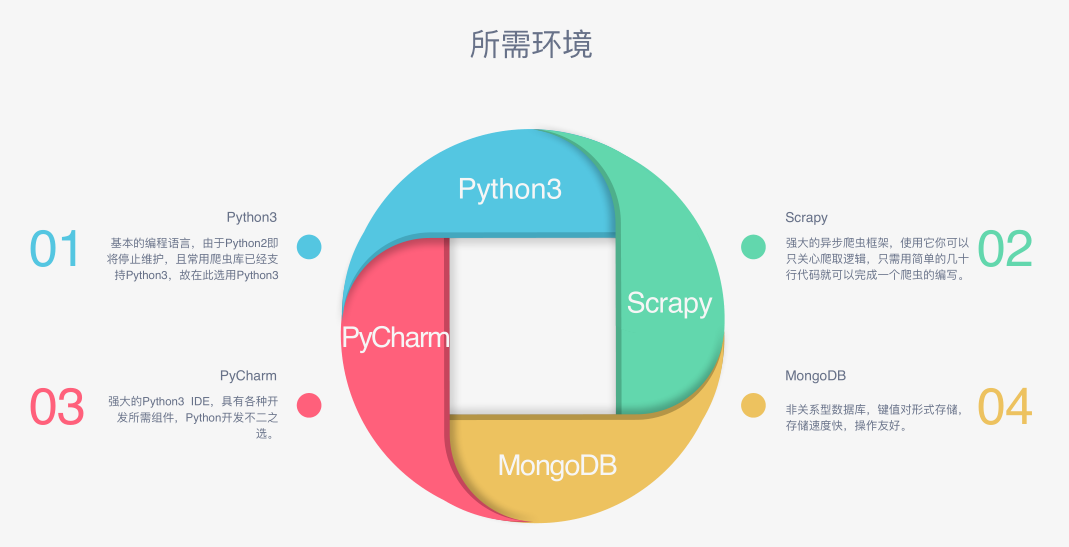 所需环境
Python3
01
基本的编程语言，由于Python2即
将停止维护，且常用爬虫库已经支
持Python3，故在此选用Python3
Scrapy
强大的异步爬虫框架，使用它你可以
只关心爬取逻辑，只需用简单的几十
行代码就可以完成一个爬虫的编写。
02
Python3
Scrapy
PyCharm
MongoDB
PyCharm
03
强大的Python3 IDE，具有各种开
发所需组件，Python开发不二之
选。
MongoDB
非关系型数据库，键值对形式存储，
存储速度快，操作友好。
04